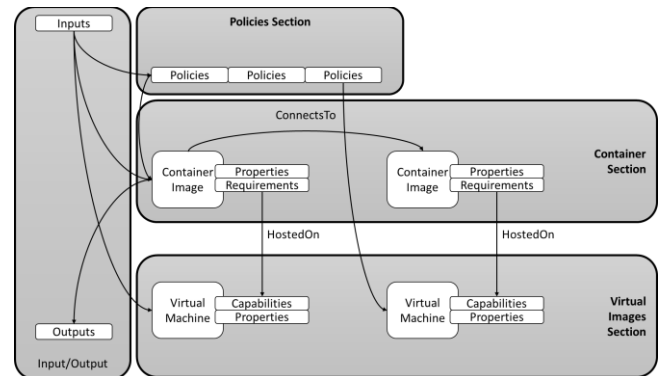 Inputs
Policies Section
Policies
Policies
Policies
ConnectsTo
Container
Image
Properties
Requirements
Container
Image
Properties
Requirements
Container
Section
HostedOn
HostedOn
Virtual
Machine
Capabilities
Properties
Virtual
Machine
Capabilities
Properties
Virtual
Images
Section
Outputs
Input/Output